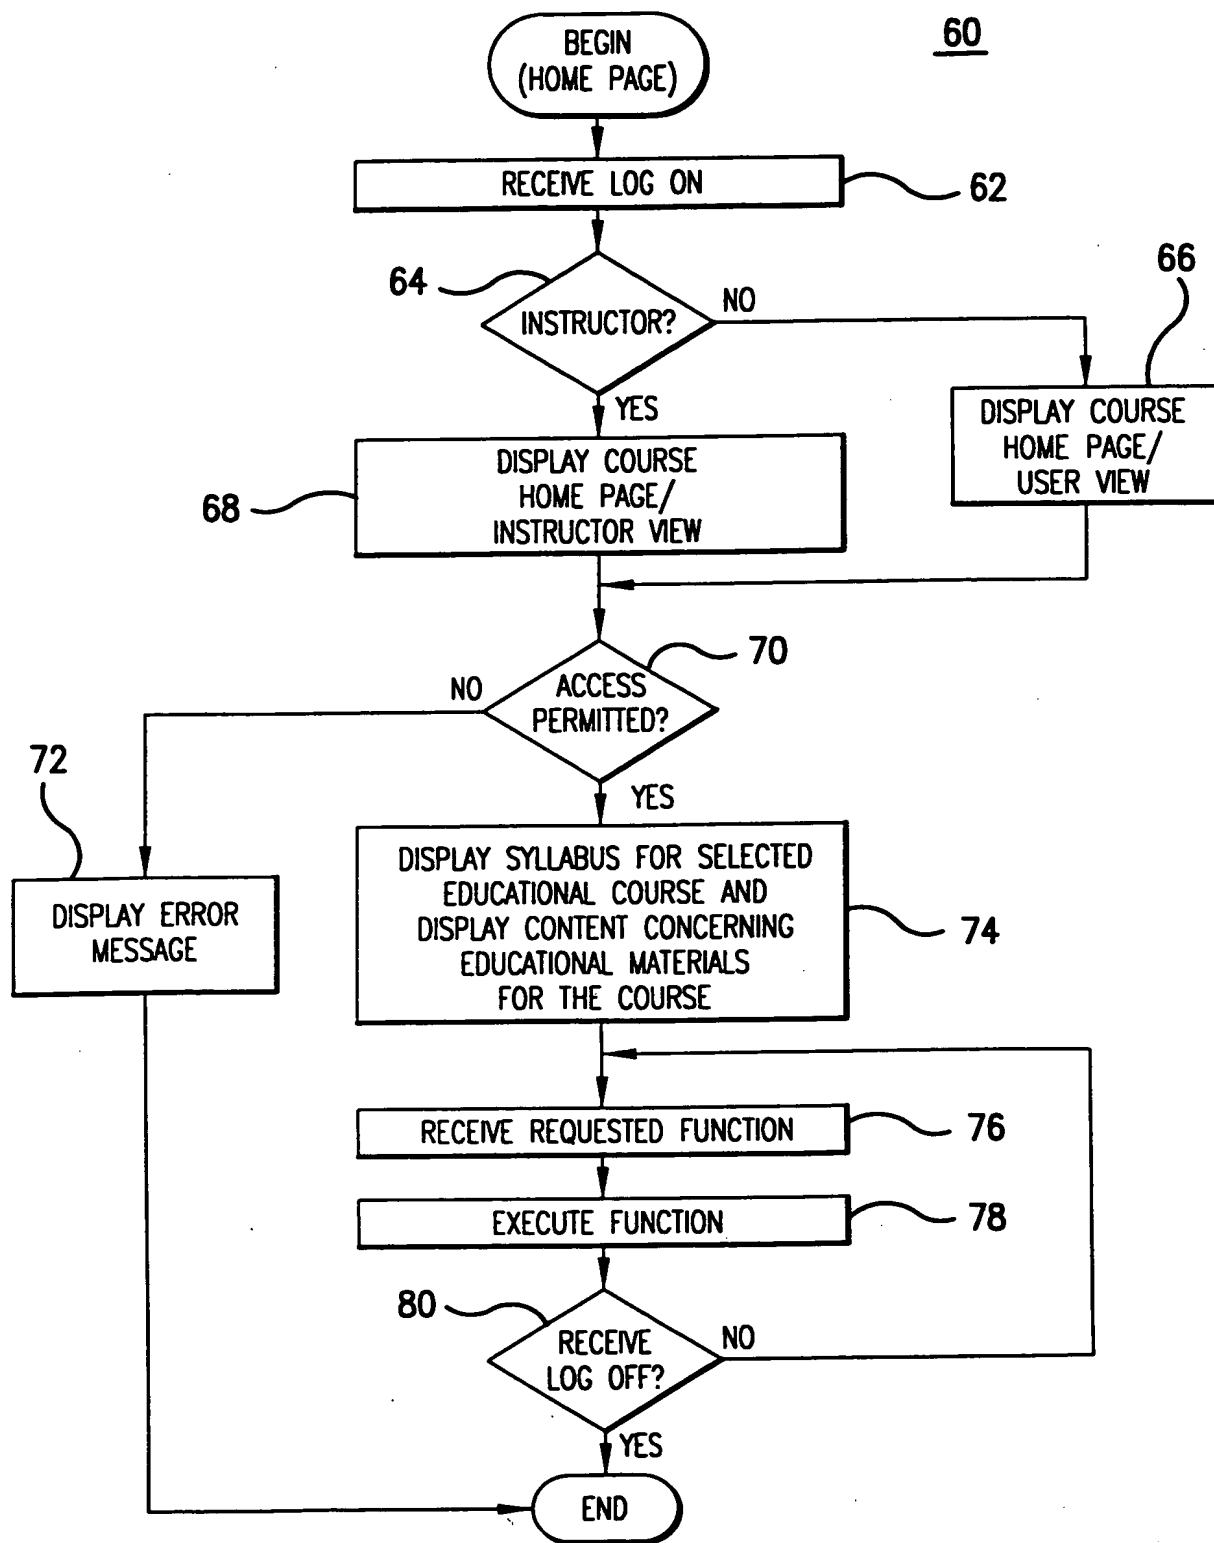 60
BEGIN
(HOME PAGE)
RECEIVE LOG ON
62
64
INSTRUCTOR?
NO
66
YES
DISPLAY COURSE
HOME PAGE/
USER VIEW
68
DISPLAY COURSE
HOME PAGE/
INSTRUCTOR VIEW
70
NO
ACCESS
PERMITTED?
72
YES
DISPLAY ERROR
MESSAGE
DISPLAY SYLLABUS FOR SELECTED
EDUCATIONAL COURSE AND
DISPLAY CONTENT CONCERNING
EDUCATIONAL MATERIALS
FOR THE COURSE
74
RECEIVE REQUESTED FUNCTION
76
EXECUTE FUNCTION
78
80
RECEIVE
LOG OFF?
NO
YES
END